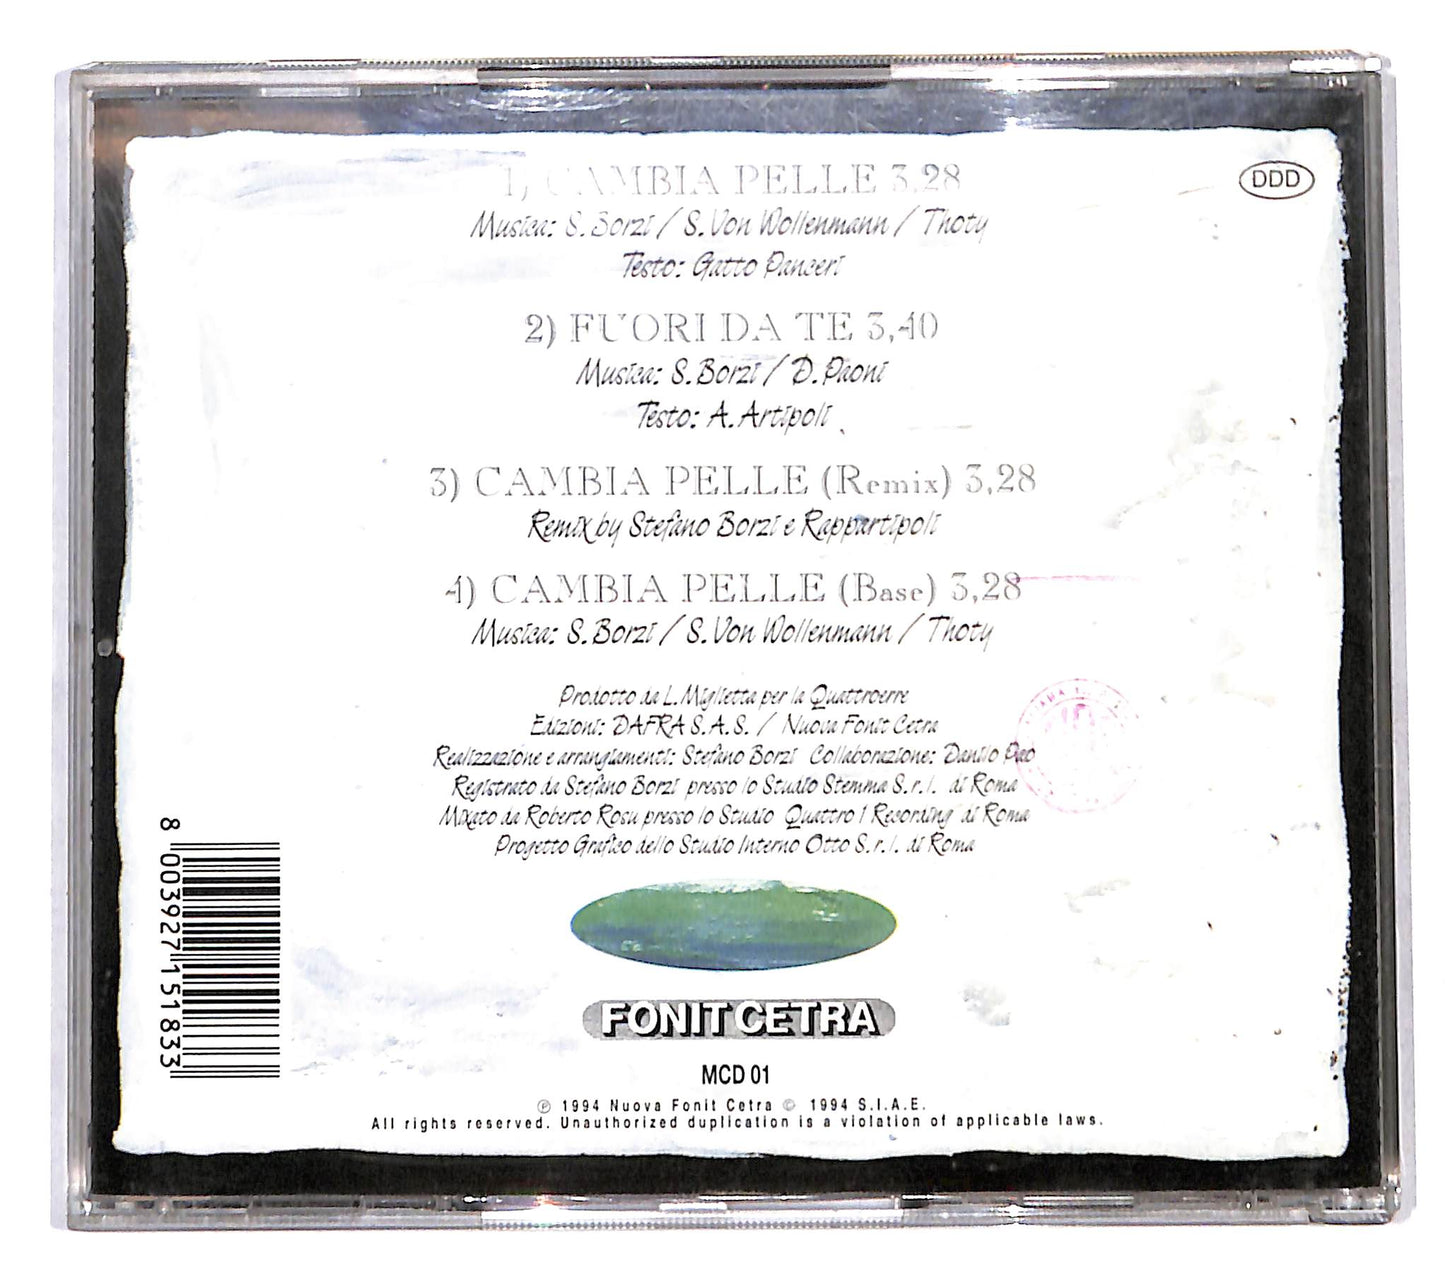 1) CAMBIA PELLE 3,28
DDD
Musica: S. Borzi / S. Von Wollenmann / Thoty
Testo: Gatto Panceri
2) FUORI DA TE 3,40
Musica: S. Borzi / D. Paoni
Testo: A. Artipoli
3) CAMBIA PELLE (Remix) 3,28
Remix by Stefano Borzi e Rappartipoli
4) CAMBIA PELLE (Base) 3,28
Musica: S. Borzi / S. Von Wollenmann / Thoty
Prodotto da L. Miglietta per la Quattroerre
Edizioni: DAFRA S.A.S. / Nuova Fonit Cetra
Realizzazione e arrangiamenti: Stefano Borzi Collaborazione: Danilo Pao
Registrato da Stefano Borzi presso lo Studio Stemma S.r.l. di Roma
Mixato da Roberto Rosu presso lo Studio Quattro 1 Recording di Roma
Progetto Grafico dello Studio Interno Otto S.r.l. di Roma
8 003927 151833
FONIT CETRA
MCD 01
℗ 1994 Nuova Fonit Cetra © 1994 S.I.A.E.
All rights reserved. Unauthorized duplication is a violation of applicable laws.